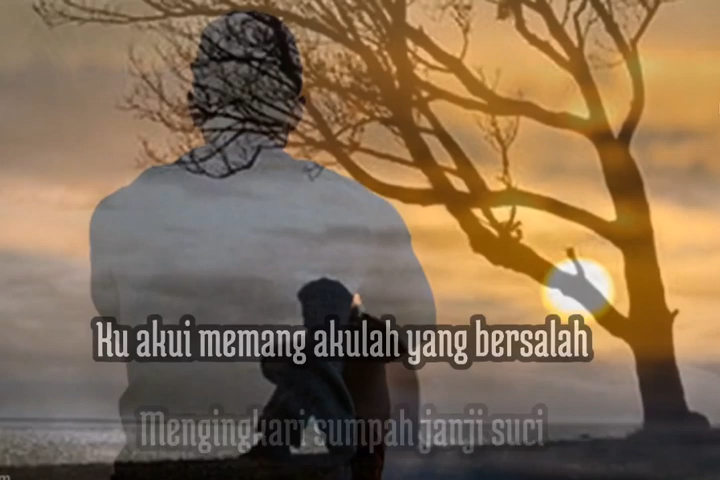 Ku akui memang akulah yang bersalah
Mengingkari sumpah janji suci